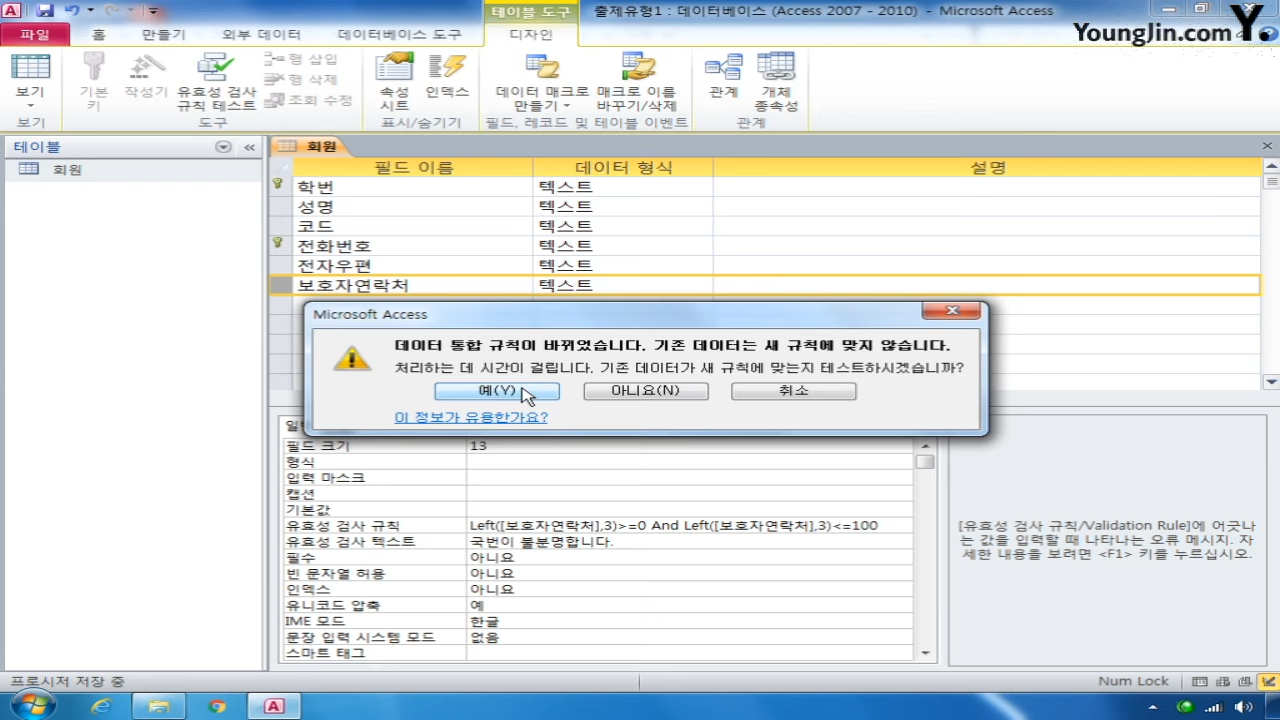 테이블 도구
출제유형1 : 데이터베이스 (Access 2007 - 2010) - Microsoft Access
YoungJin.com Y.
파일 홈 만들기 외부 데이터 데이터베이스 도구 디자인
보기
기본 키
작성기
유효성 검사 규칙 테스트
행 삽입
행 삭제
조회 수정
속성 시트
인덱스
데이터 매크로 만들기
매크로 이름 바꾸기/삭제
관계
개체 종속성
보기 도구 표시/숨기기 필드, 레코드 및 테이블 이벤트 관계
테이블
회원
회원
필드 이름 데이터 형식 설명
학번 텍스트
성명 텍스트
코드 텍스트
전화번호 텍스트
전자우편 텍스트
보호자연락처 텍스트
Microsoft Access
데이터 통합 규칙이 바뀌었습니다. 기존 데이터는 새 규칙에 맞지 않습니다.
처리하는 데 시간이 걸립니다. 기존 데이터가 새 규칙에 맞는지 테스트하시겠습니까?
예(Y) 아니요(N) 취소
이 정보가 유용한가요?
필드 크기 13
형식
입력 마스크
캡션
기본값
유효성 검사 규칙 Left([보호자연락처],3)>=0 And Left([보호자연락처],3)<=100
유효성 검사 텍스트 국번이 불분명합니다.
필수 아니요
빈 문자열 허용 아니요
인덱스 아니요
유니코드 압축 예
IME 모드 한글
문장 입력 시스템 모드 없음
스마트 태그
[유효성 검사 규칙/Validation Rule]에 어긋나
는 값을 입력할 때 나타나는 오류 메시지. 자
세한 내용을 보려면 <F1> 키를 누르십시오.
프로시저 저장 중
Num Lock